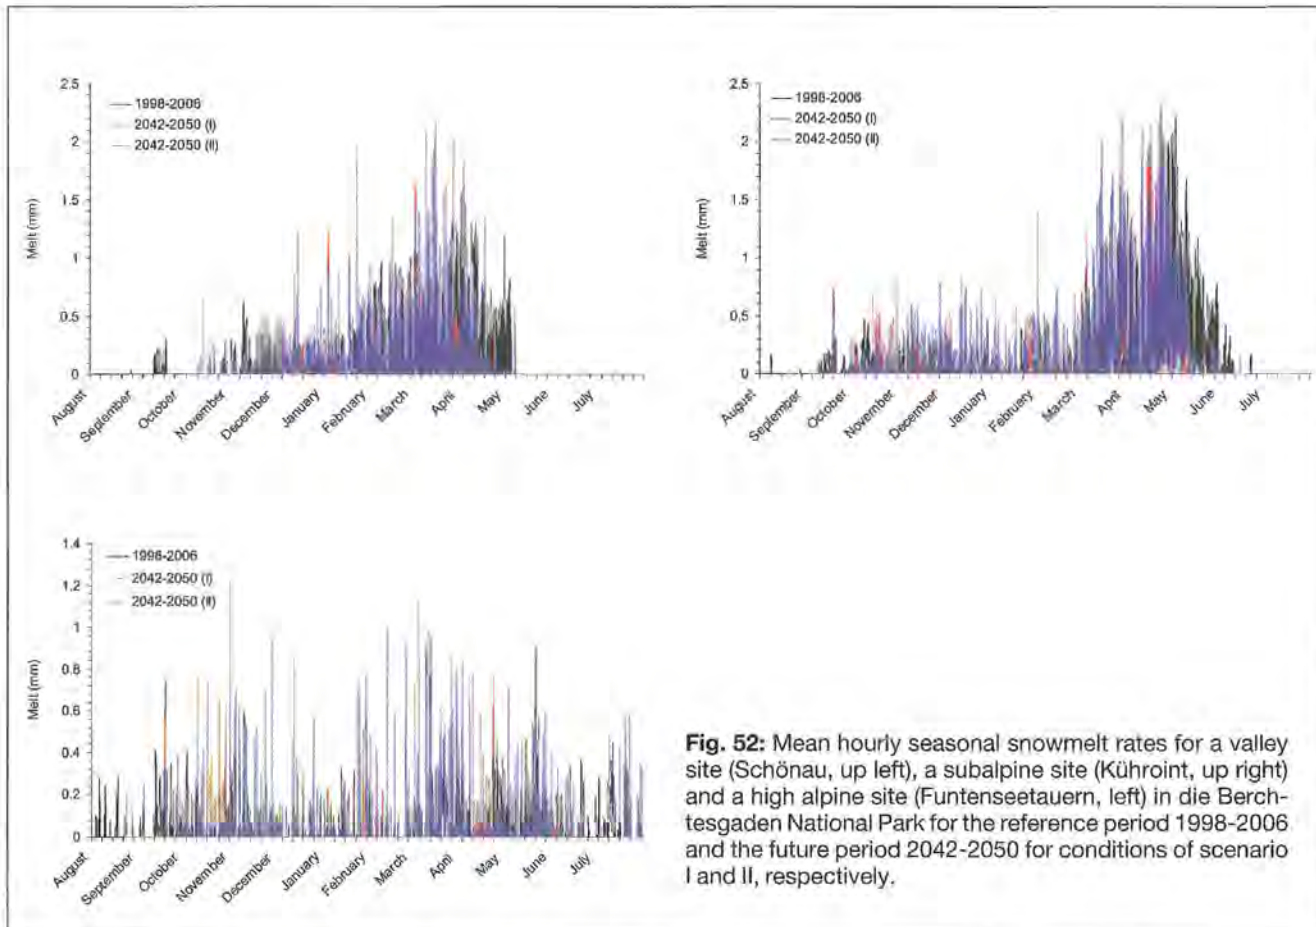 2.5
2
1.5
1
0.5
0
Melt (mm)
1998-2006
2042-2050 (I)
2042-2050 (II)
August
September
October
November
December
January
February
March
April
May
June
July
2.5
2
1.5
1
0.5
0
Melt (mm)
1998-2006
2042-2050 (I)
2042-2050 (II)
August
September
October
November
December
January
February
March
April
May
June
July
1.4
1.2
1
0.8
0.6
0.4
0.2
0
Melt (mm)
1998-2006
2042-2050 (I)
2042-2050 (II)
August
September
October
November
December
January
February
March
April
May
June
July
Fig. 52: Mean hourly seasonal snowmelt rates for a valley
site (Schönau, up left), a subalpine site (Kühroint, up right)
and a high alpine site (Funtenseetauern, left) in die Berch-
tesgaden National Park for the reference period 1998-2006
and the future period 2042-2050 for conditions of scenario
I and II, respectively.